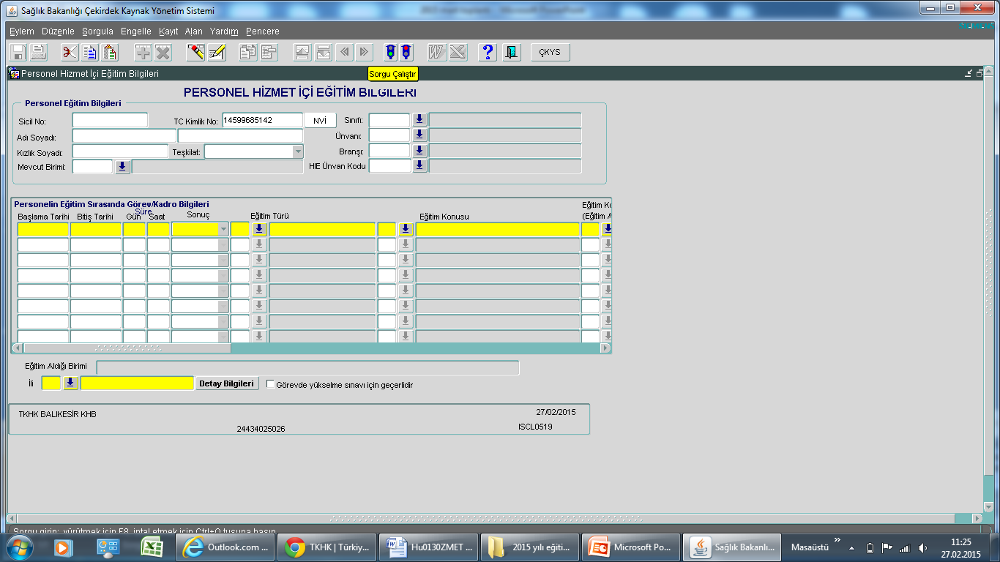 Sağlık Bakanlığı Çekirdek Kaynak Yönetim Sistemi
Eylem Düzenle Sorgula Engelle Kayıt Alan Yardım Pencere
ÇKYS
Personel Hizmet İçi Eğitim Bilgileri
Sorgu Çalıştır
PERSONEL HİZMET İÇİ EĞİTİM BİLGİLERİ
Personel Eğitim Bilgileri
Sicil No: TC Kimlik No: 14599685142 NVİ Sınıfı:
Adı Soyadı: Ünvanı:
Kızlık Soyadı: Teşkilat: Branşı:
Mevcut Birimi: HIE Ünvan Kodu
Personelin Eğitim Sırasında Görev/Kadro Bilgileri Eğitim Ko
Süre
Başlama Tarihi Bitiş Tarihi Gün Saat Sonuç Eğitim Türü Eğitim Konusu (Eğitim A
Eğitim Aldığı Birimi
İli Detay Bilgileri Görevde yükselme sınavı için geçerlidir
TKHK BALIKESİR KHB 27/02/2015
24434025026 ISCL0519
Sorgu girin; yürütmek için F8, iptal etmek için Ctrl+Q tuşuna basın
Outlook.com ... TKHK | Türkiy... Hu0130ZMET ... 2015 yılı eğiti... Microsoft Po... Sağlık Bakanlı... Masaüstü » 11:25
27.02.2015